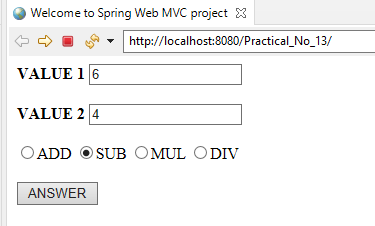 Welcome to Spring Web MVC project
http://localhost:8080/Practical_No_13/
VALUE 1 6
VALUE 2 4
ADD SUB MUL DIV
ANSWER